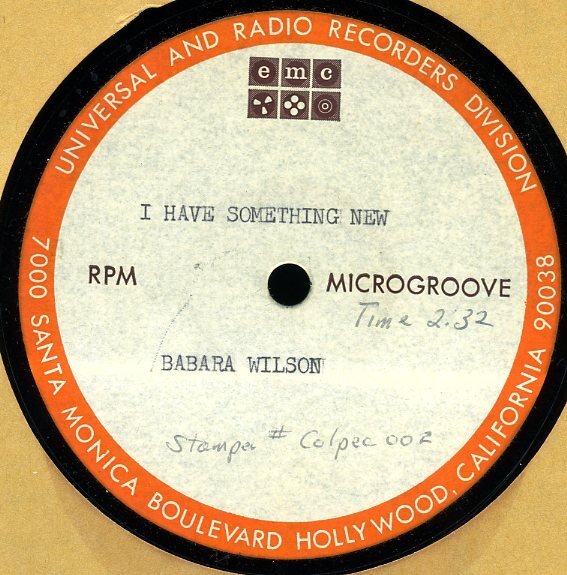 UNIVERSAL AND RADIO RECORDERS DIVISION
emc
I HAVE SOMETHING NEW
RPM
MICROGROOVE
Time 2:32
BABARA WILSON
Stamper # Colpec 002
7000 SANTA MONICA BOULEVARD HOLLYWOOD, CALIFORNIA 90038